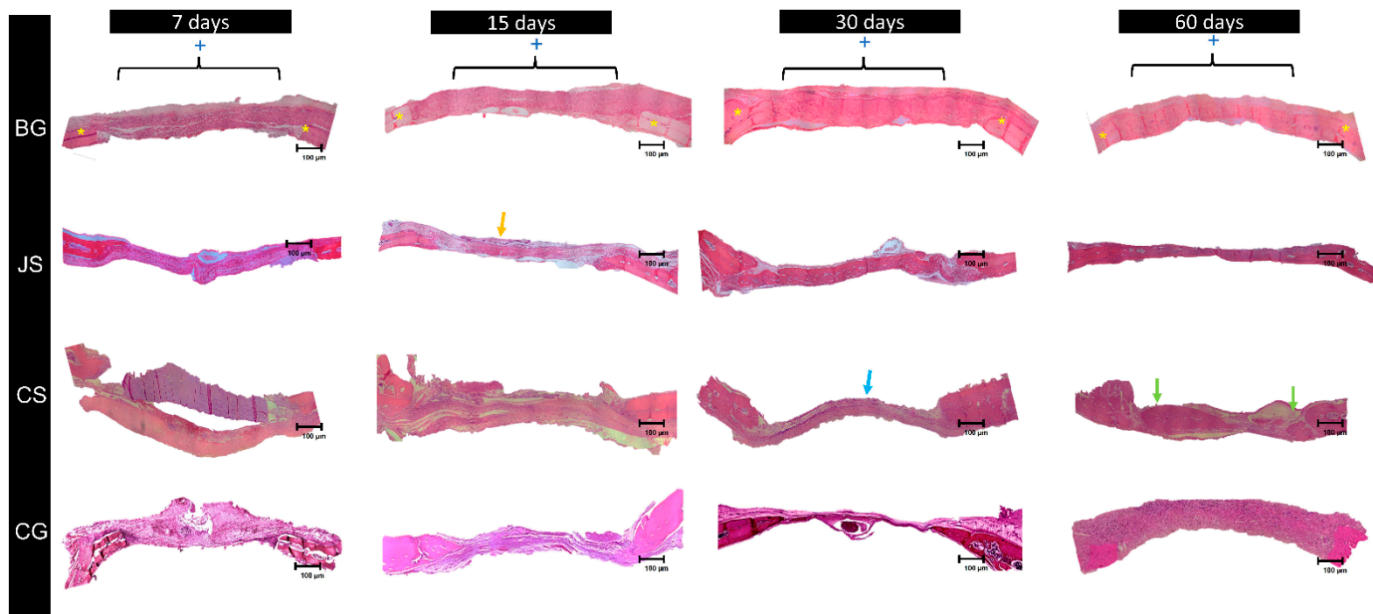 7 days 15 days 30 days 60 days
+ + + +
BG
* * * * * * * *
100 µm 100 µm 100 µm 100 µm
JS
100 µm 100 µm 100 µm 100 µm
CS
100 µm 100 µm 100 µm 100 µm
CG
100 µm 100 µm 100 µm 100 µm